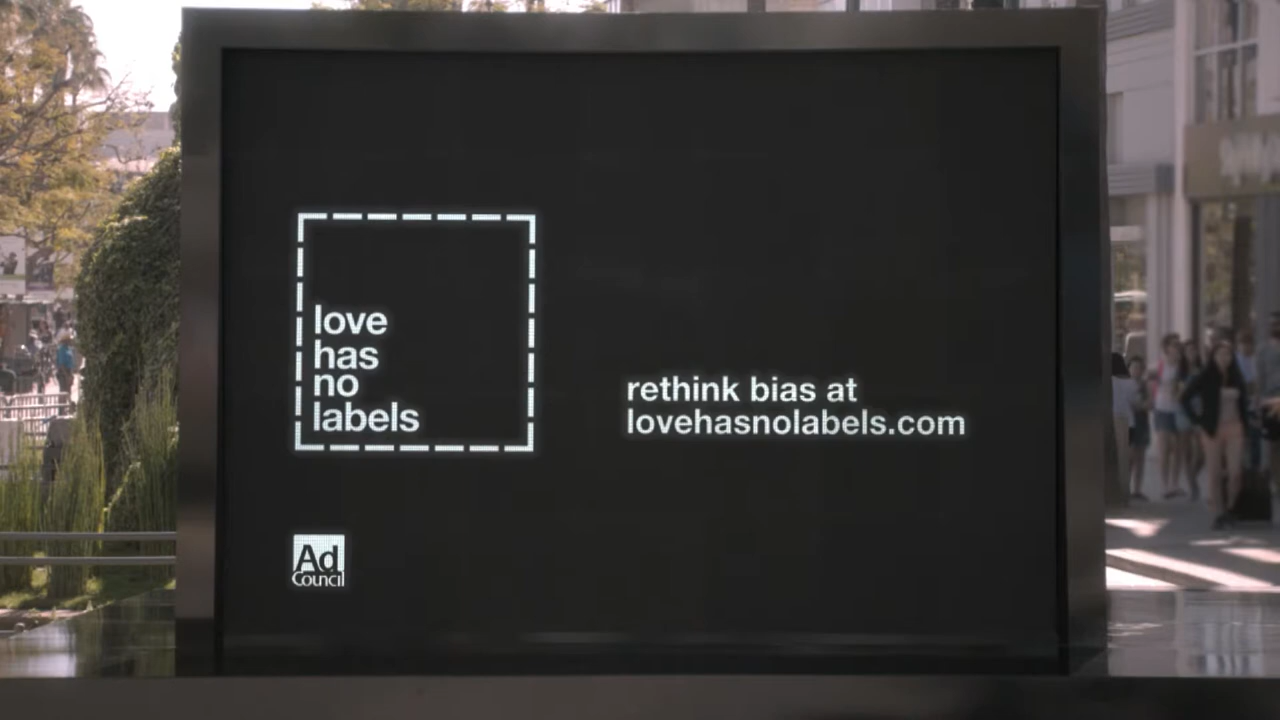 love
has
no
labels
rethink bias at
lovehasnolabels.com
Ad
Council